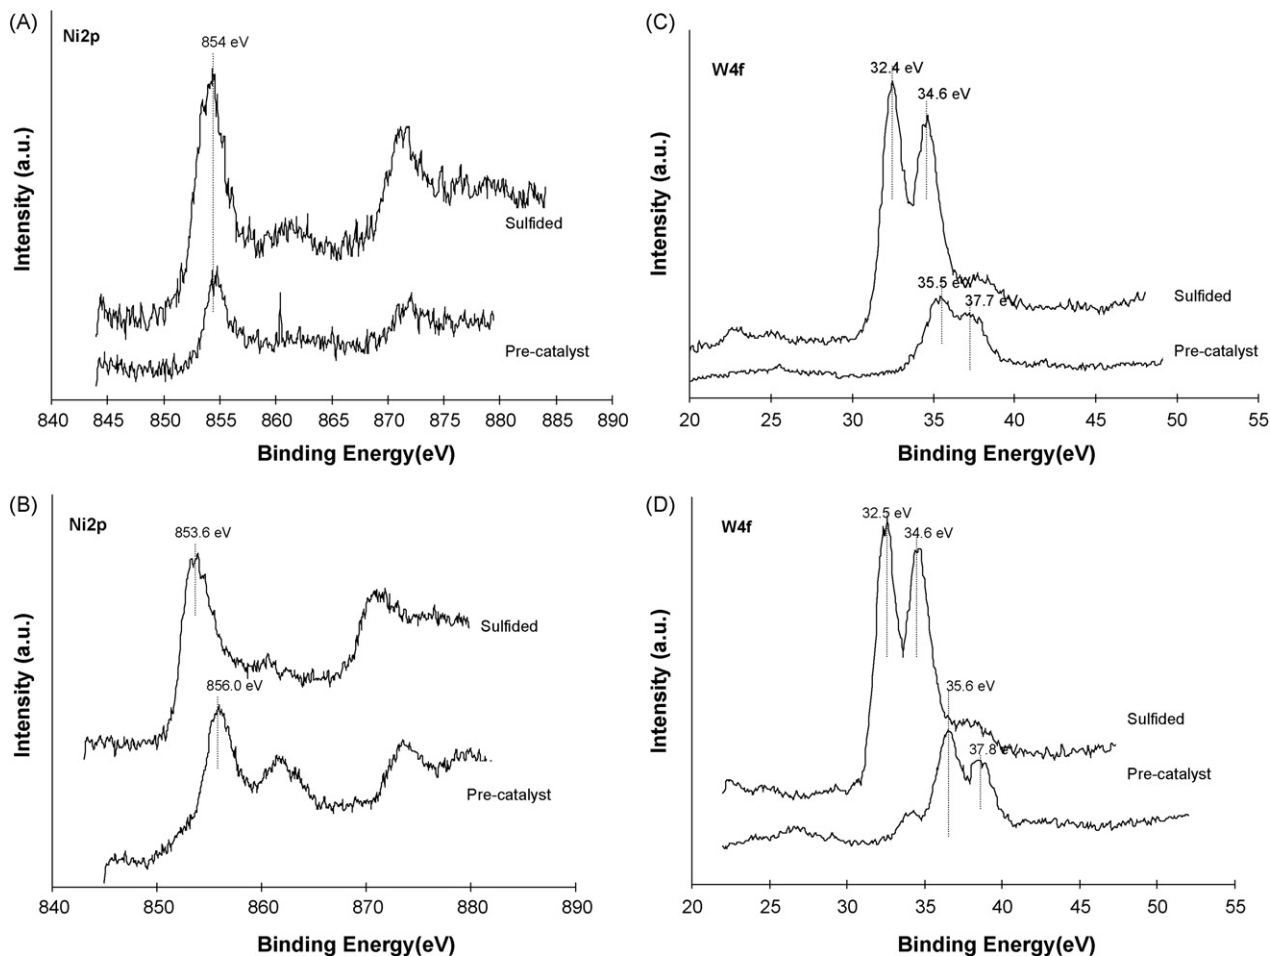 (A)
Ni2p
854 eV
Intensity (a.u.)
Sulfided
Pre-catalyst
840 845 850 855 860 865 870 875 880 885 890
Binding Energy(eV)
(C)
W4f
32.4 eV
34.6 eV
Intensity (a.u.)
35.5 eV
37.7 eV
Sulfided
Pre-catalyst
20 25 30 35 40 45 50 55
Binding Energy(eV)
(B)
Ni2p
853.6 eV
Intensity (a.u.)
Sulfided
856.0 eV
Pre-catalyst
840 850 860 870 880 890
Binding Energy(eV)
(D)
W4f
32.5 eV
34.6 eV
Intensity (a.u.)
35.6 eV
Sulfided
37.8 eV
Pre-catalyst
20 25 30 35 40 45 50 55
Binding Energy(eV)